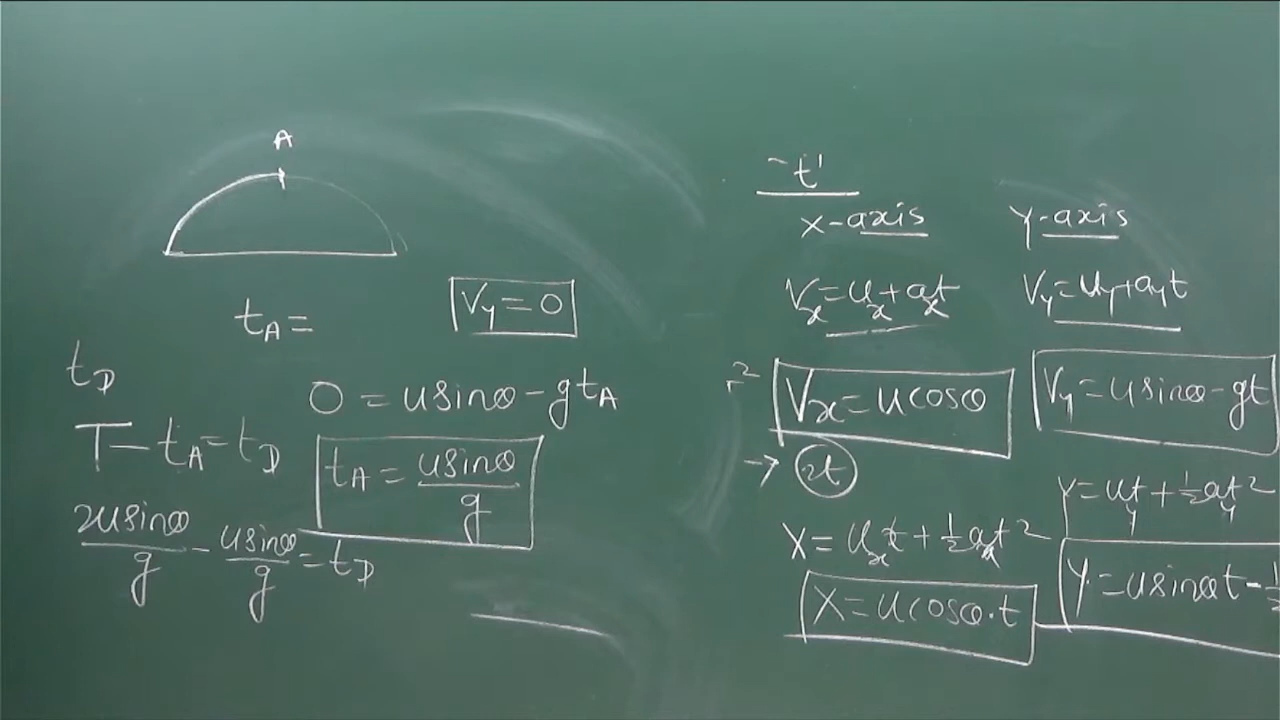 A
t_A =
V_y = 0
t_D
0 = u sinθ - g t_A
T - t_A = t_D
t_A = u sinθ / g
2u sinθ / g - u sinθ / g = t_D
't'
X-axis
Y-axis
V_x = u_x + a_x t
V_y = u_y + a_y t
V_x = u cosθ
V_y = u sinθ - gt
Y = u_y t + 1/2 a_y t²
X = u_x t + 1/2 a_x t²
Y = u sinθ t - 1/2
X = u cosθ · t